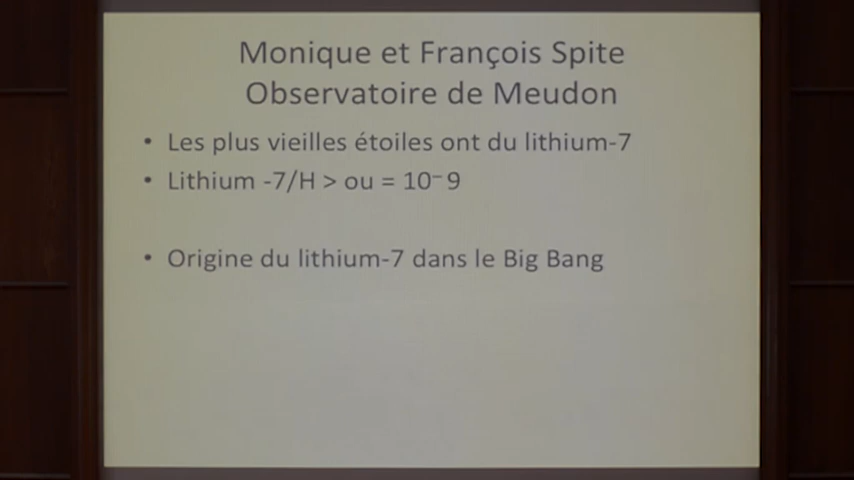 Monique et François Spite
Observatoire de Meudon
• Les plus vieilles étoiles ont du lithium-7
• Lithium -7/H > ou = 10⁻ 9
• Origine du lithium-7 dans le Big Bang